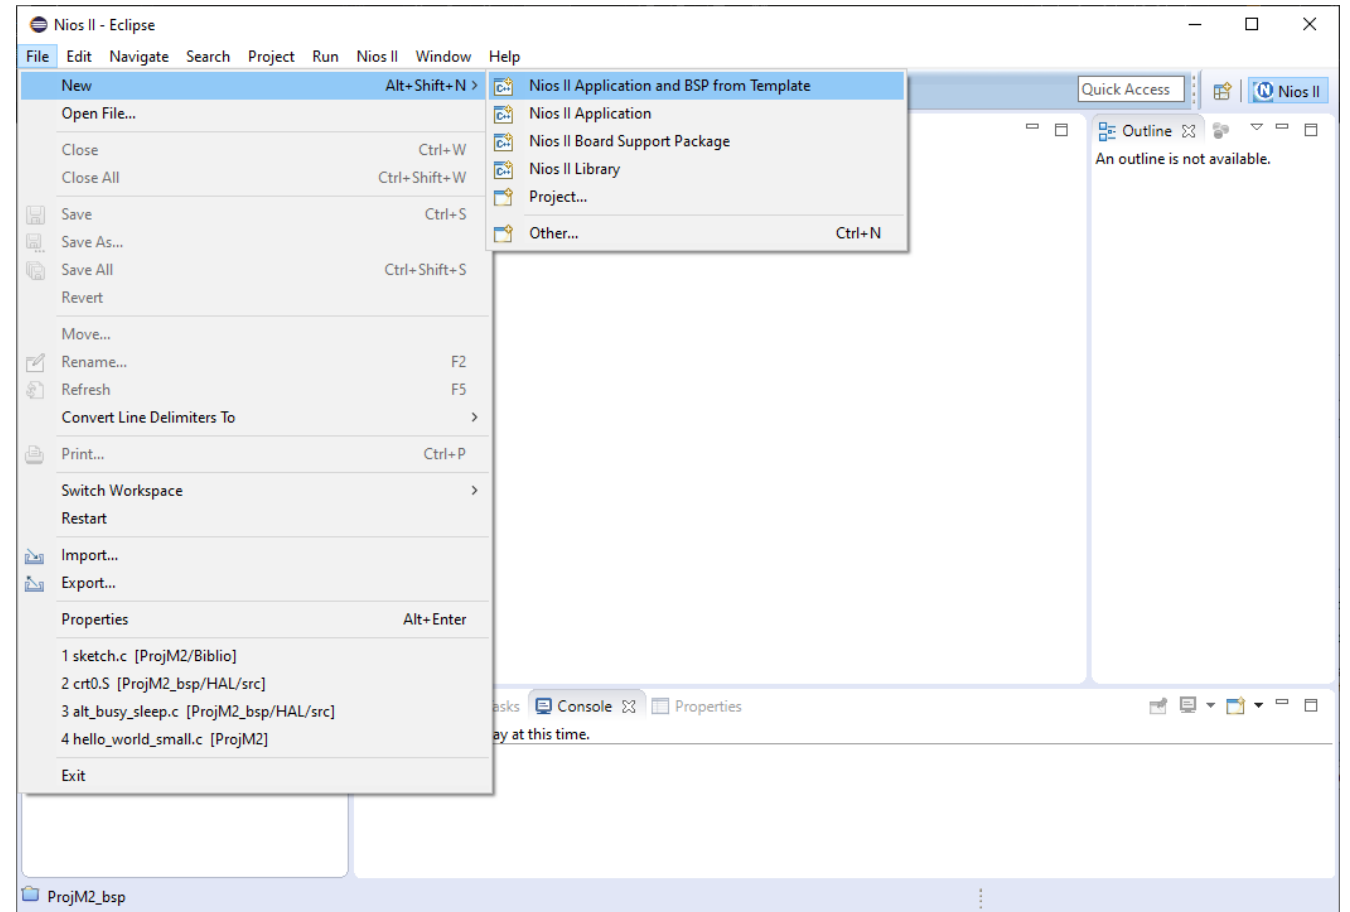 Nios II - Eclipse
File Edit Navigate Search Project Run Nios II Window Help
New Alt+Shift+N
Open File...
Close Ctrl+W
Close All Ctrl+Shift+W
Save Ctrl+S
Save As...
Save All Ctrl+Shift+S
Revert
Move...
Rename... F2
Refresh F5
Convert Line Delimiters To
Print... Ctrl+P
Switch Workspace
Restart
Import...
Export...
Properties Alt+Enter
1 sketch.c [ProjM2/Biblio]
2 crt0.S [ProjM2_bsp/HAL/src]
3 alt_busy_sleep.c [ProjM2_bsp/HAL/src]
4 hello_world_small.c [ProjM2]
Exit
Nios II Application and BSP from Template
Nios II Application
Nios II Board Support Package
Nios II Library
Project...
Other... Ctrl+N
Quick Access
Nios II
Outline
An outline is not available.
asks Console Properties
ay at this time.
ProjM2_bsp